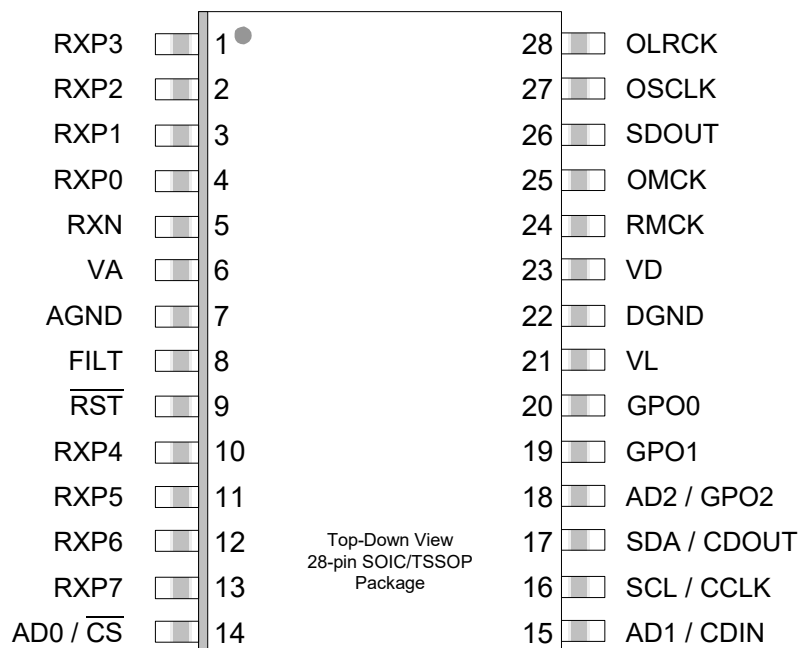 RXP3 1 28 OLRCK
RXP2 2 27 OSCLK
RXP1 3 26 SDOUT
RXP0 4 25 OMCK
RXN 5 24 RMCK
VA 6 23 VD
AGND 7 22 DGND
FILT 8 21 VL
RST 9 20 GPO0
RXP4 10 19 GPO1
RXP5 11 18 AD2 / GPO2
RXP6 12 17 SDA / CDOUT
Top-Down View
28-pin SOIC/TSSOP
Package
RXP7 13 16 SCL / CCLK
AD0 / CS 14 15 AD1 / CDIN